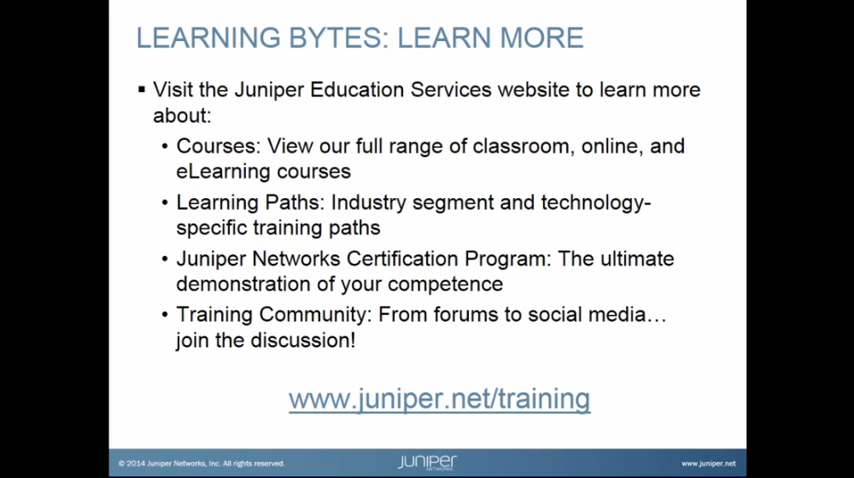 LEARNING BYTES: LEARN MORE
▪ Visit the Juniper Education Services website to learn more
about:
• Courses: View our full range of classroom, online, and
eLearning courses
• Learning Paths: Industry segment and technology-
specific training paths
• Juniper Networks Certification Program: The ultimate
demonstration of your competence
• Training Community: From forums to social media…
join the discussion!
www.juniper.net/training
© 2014 Juniper Networks, Inc. All rights reserved.
JUNIPER
NETWORKS
www.juniper.net